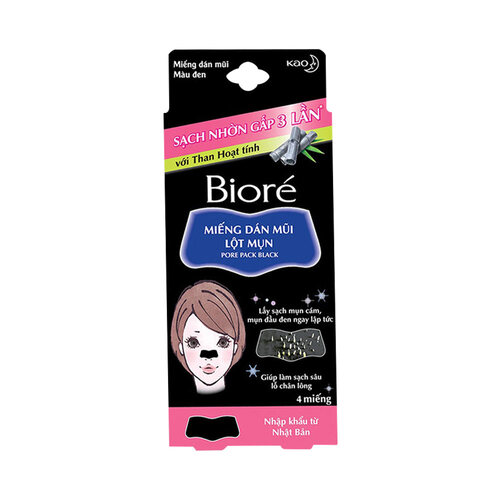 Miếng dán mũi
Màu đen
Kao
SẠCH NHỜN GẤP 3 LẦN*
với Than Hoạt tính
Bioré
MIẾNG DÁN MŨI
LỘT MỤN
PORE PACK BLACK
Lấy sạch mụn cám,
mụn đầu đen ngay lập tức
Giúp làm sạch sâu
lỗ chân lông
4 miếng
Nhập khẩu từ
Nhật Bản